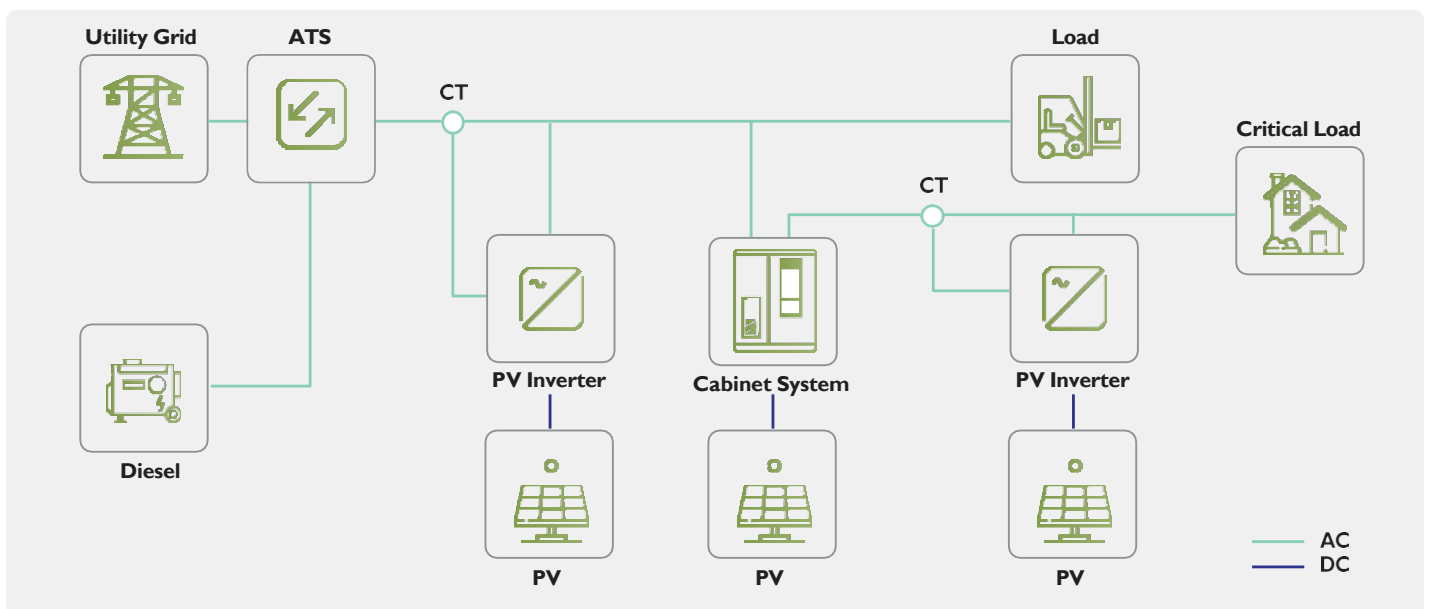 Utility Grid
ATS
Load
CT
Critical Load
CT
PV Inverter
Cabinet System
PV Inverter
Diesel
PV
PV
PV
AC
DC